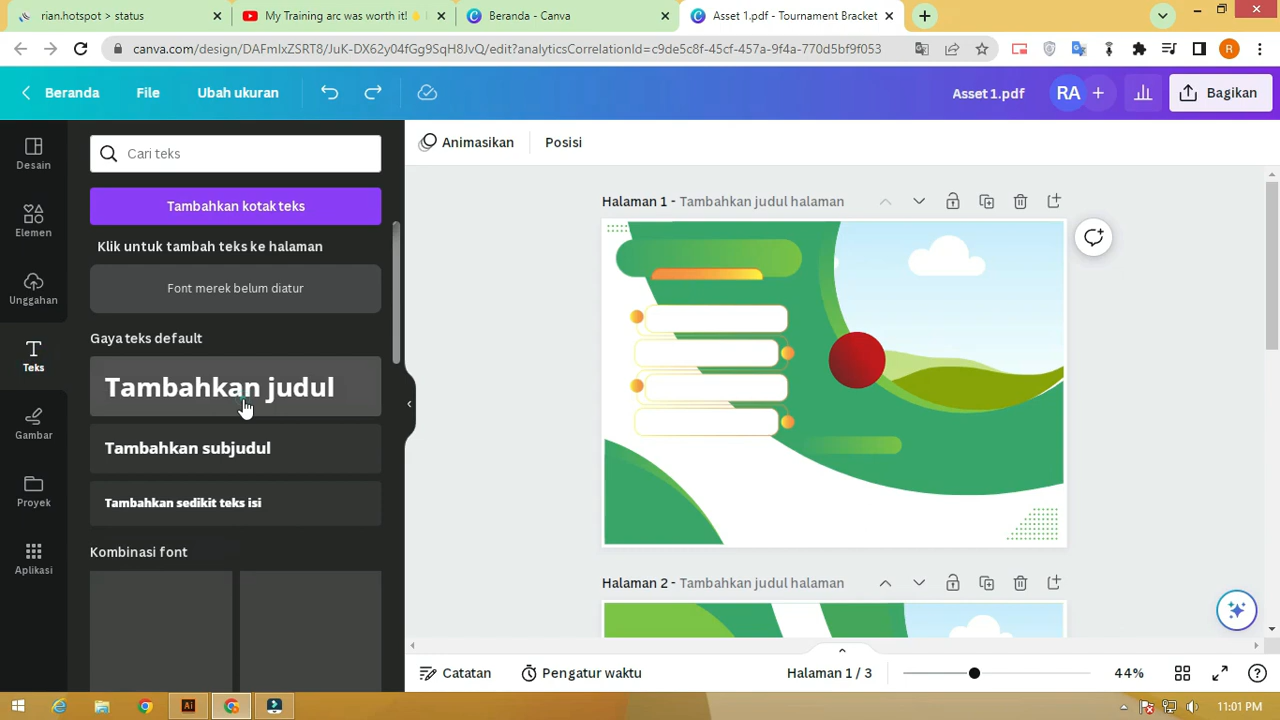 rian.hotspot > status
My Training arc was worth it!
Beranda - Canva
Asset 1.pdf - Tournament Bracket
canva.com/design/DAFmIxZSRT8/JuK-DX62y04fGg9SqH8JvQ/edit?analyticsCorrelationId=c9de5c8f-45cf-457a-9f4a-770d5bf9f053
R
Beranda
File
Ubah ukuran
Asset 1.pdf
RA
Bagikan
Desain
Elemen
Unggahan
Teks
Gambar
Proyek
Aplikasi
Cari teks
Tambahkan kotak teks
Klik untuk tambah teks ke halaman
Font merek belum diatur
Gaya teks default
Tambahkan judul
Tambahkan subjudul
Tambahkan sedikit teks isi
Kombinasi font
Animasikan
Posisi
Halaman 1 - Tambahkan judul halaman
Halaman 2 - Tambahkan judul halaman
Catatan
Pengatur waktu
Halaman 1 / 3
44%
Ai
11:01 PM